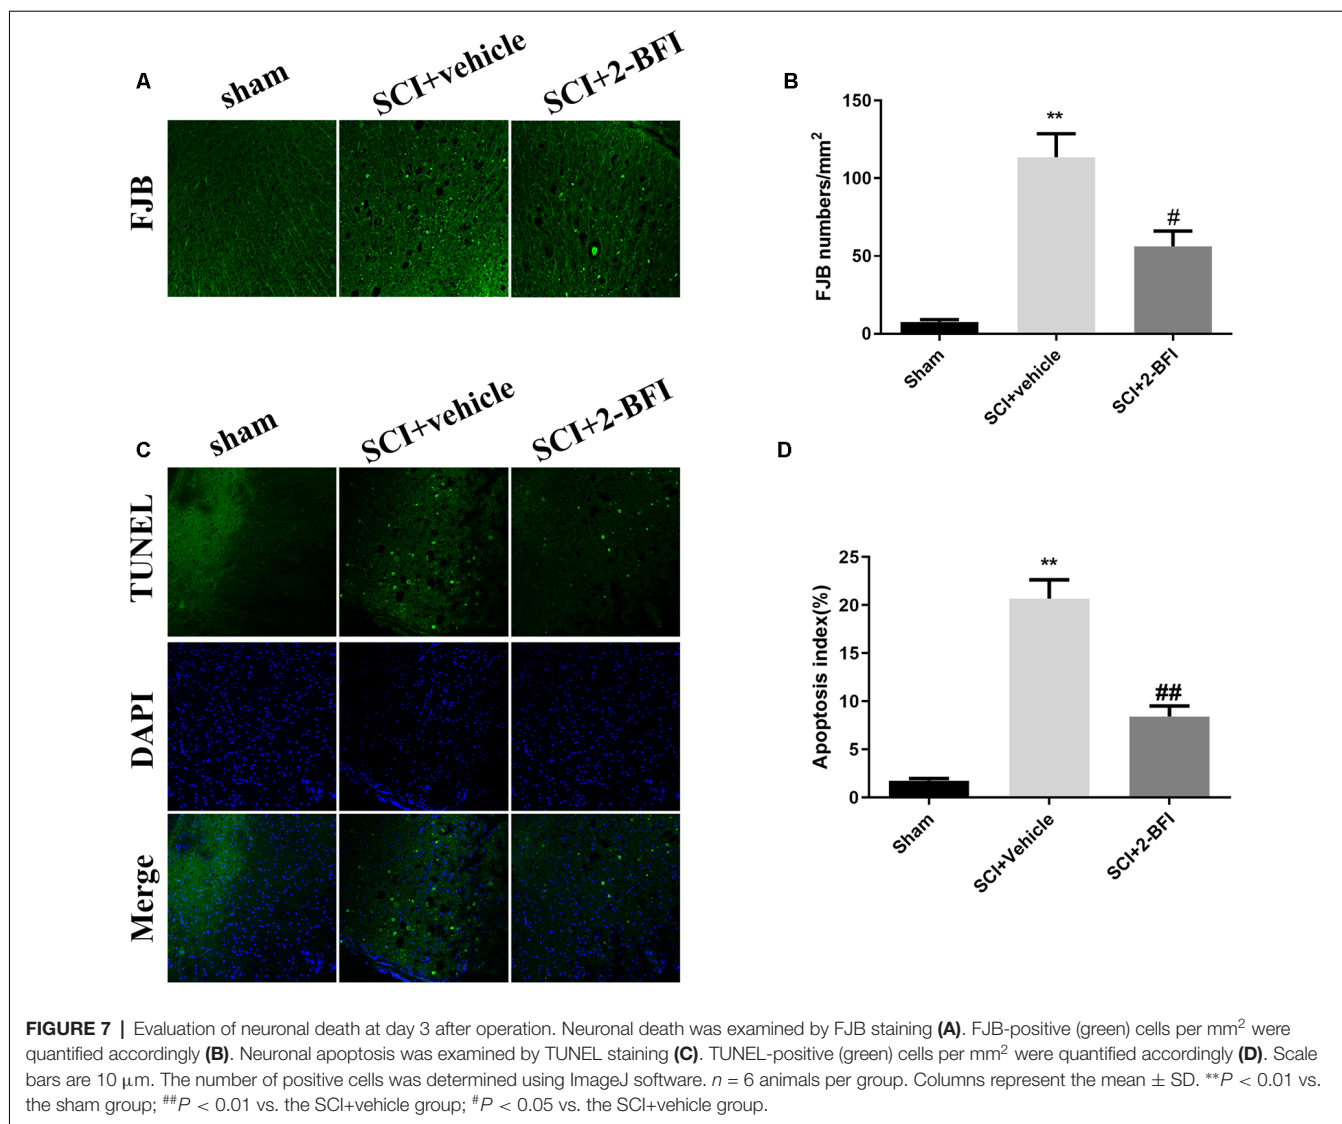 A
sham
SCI+vehicle
SCI+2-BFI
FJB
B
FJB numbers/mm²
150
100
50
0
**
#
Sham
SCI+vehicle
SCI+2-BFI
C
sham
SCI+vehicle
SCI+2-BFI
TUNEL
DAPI
Merge
D
Apoptosis index(%)
25
20
15
10
5
0
**
##
Sham
SCI+Vehicle
SCI+2-BFI
FIGURE 7 | Evaluation of neuronal death at day 3 after operation. Neuronal death was examined by FJB staining (A). FJB-positive (green) cells per mm² were
quantified accordingly (B). Neuronal apoptosis was examined by TUNEL staining (C). TUNEL-positive (green) cells per mm² were quantified accordingly (D). Scale
bars are 10 μm. The number of positive cells was determined using ImageJ software. n = 6 animals per group. Columns represent the mean ± SD. **P < 0.01 vs.
the sham group; ##P < 0.01 vs. the SCI+vehicle group; #P < 0.05 vs. the SCI+vehicle group.